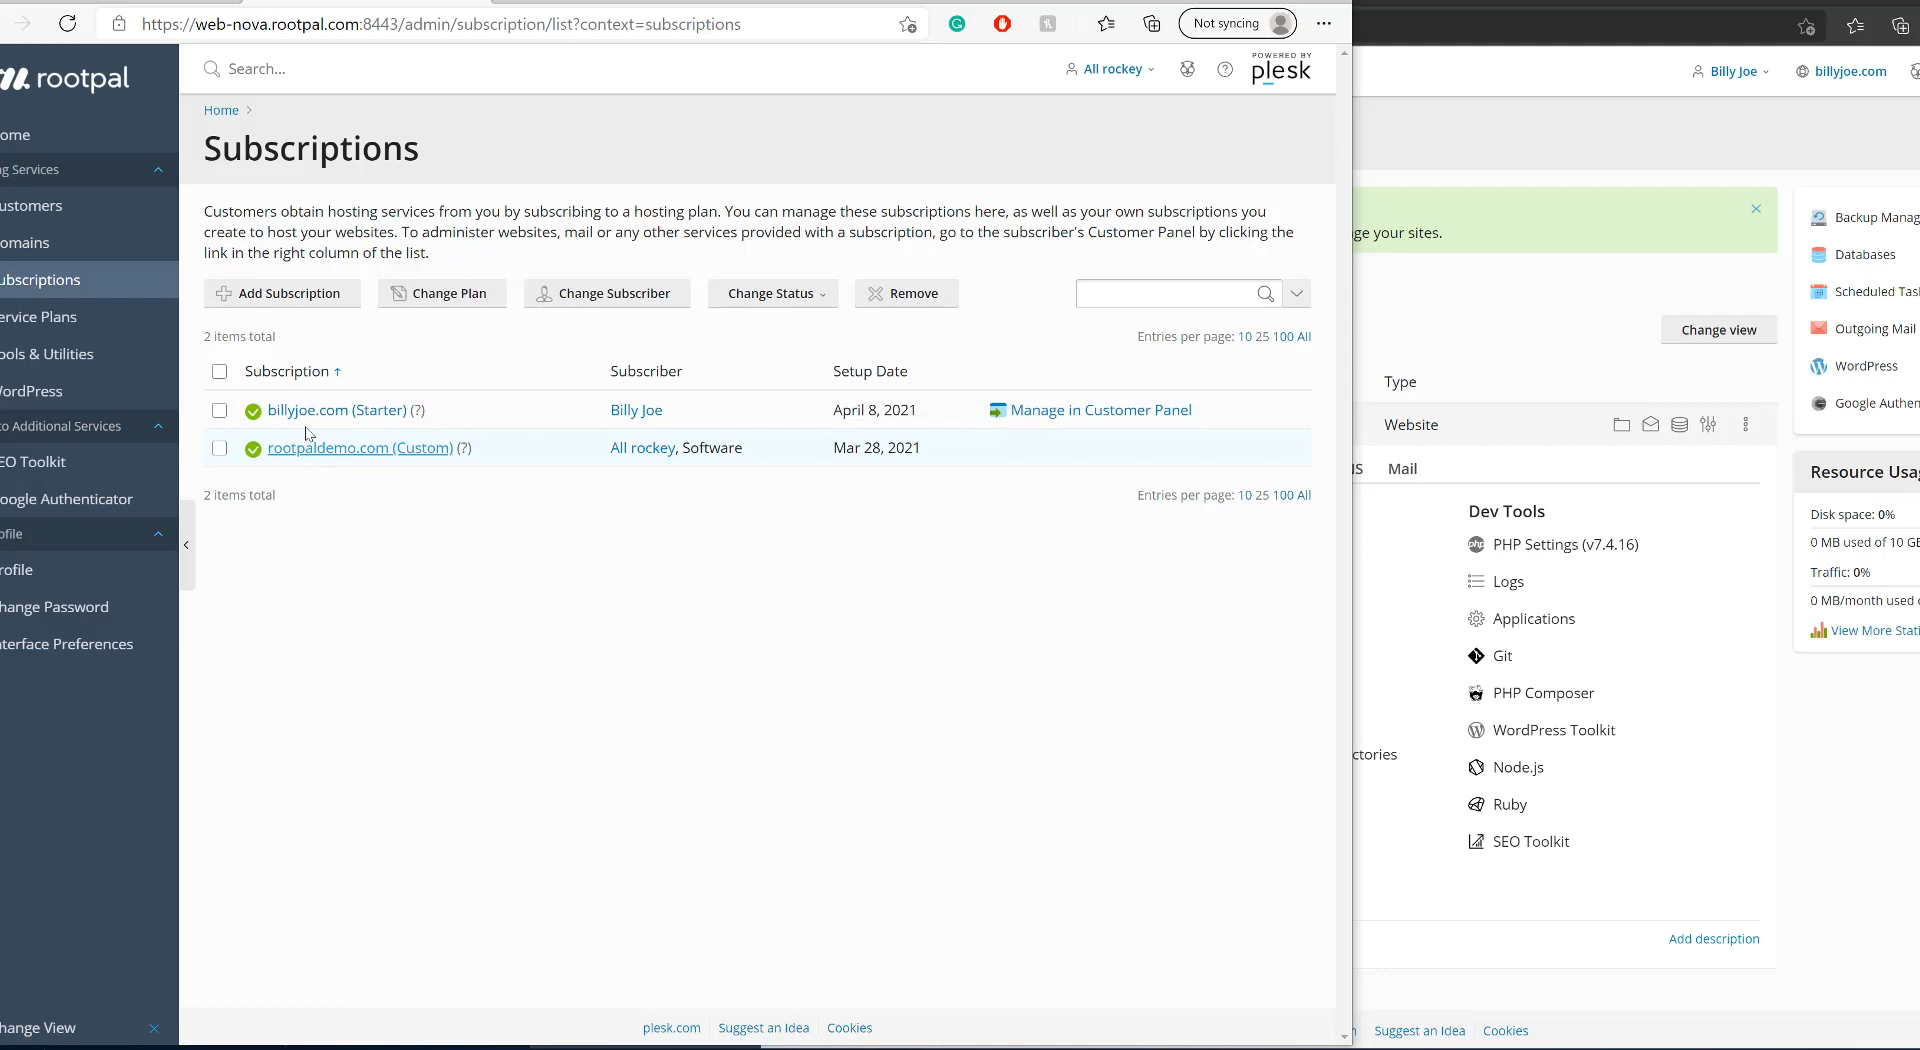 https://web-nova.rootpal.com:8443/admin/subscription/list?context=subscriptions
Not syncing
rootpal
Search...
All rockey
POWERED BY
plesk
Home
Subscriptions
Customers obtain hosting services from you by subscribing to a hosting plan. You can manage these subscriptions here, as well as your own subscriptions you
create to host your websites. To administer websites, mail or any other services provided with a subscription, go to the subscriber's Customer Panel by clicking the
link in the right column of the list.
Add Subscription
Change Plan
Change Subscriber
Change Status
Remove
2 items total
Entries per page: 10 25 100 All
Subscription ↑
Subscriber
Setup Date
billyjoe.com (Starter) (?)
Billy Joe
April 8, 2021
Manage in Customer Panel
rootpaldemo.com (Custom) (?)
All rockey, Software
Mar 28, 2021
2 items total
Entries per page: 10 25 100 All
plesk.com
Suggest an Idea
Cookies
ome
g Services
ustomers
omains
ubscriptions
ervice Plans
ools & Utilities
ordPress
o Additional Services
EO Toolkit
oogle Authenticator
ofile
rofile
hange Password
nterface Preferences
hange View
Billy Joe
billyjoe.com
ge your sites.
Change view
Type
Website
S
Mail
Dev Tools
PHP Settings (v7.4.16)
Logs
Applications
Git
PHP Composer
WordPress Toolkit
Node.js
Ruby
SEO Toolkit
ctories
Add description
Suggest an Idea
Cookies
Backup Manag
Databases
Scheduled Tas
Outgoing Mail
WordPress
Google Authen
Resource Usa
Disk space: 0%
0 MB used of 10 GB
Traffic: 0%
0 MB/month used o
View More Stati